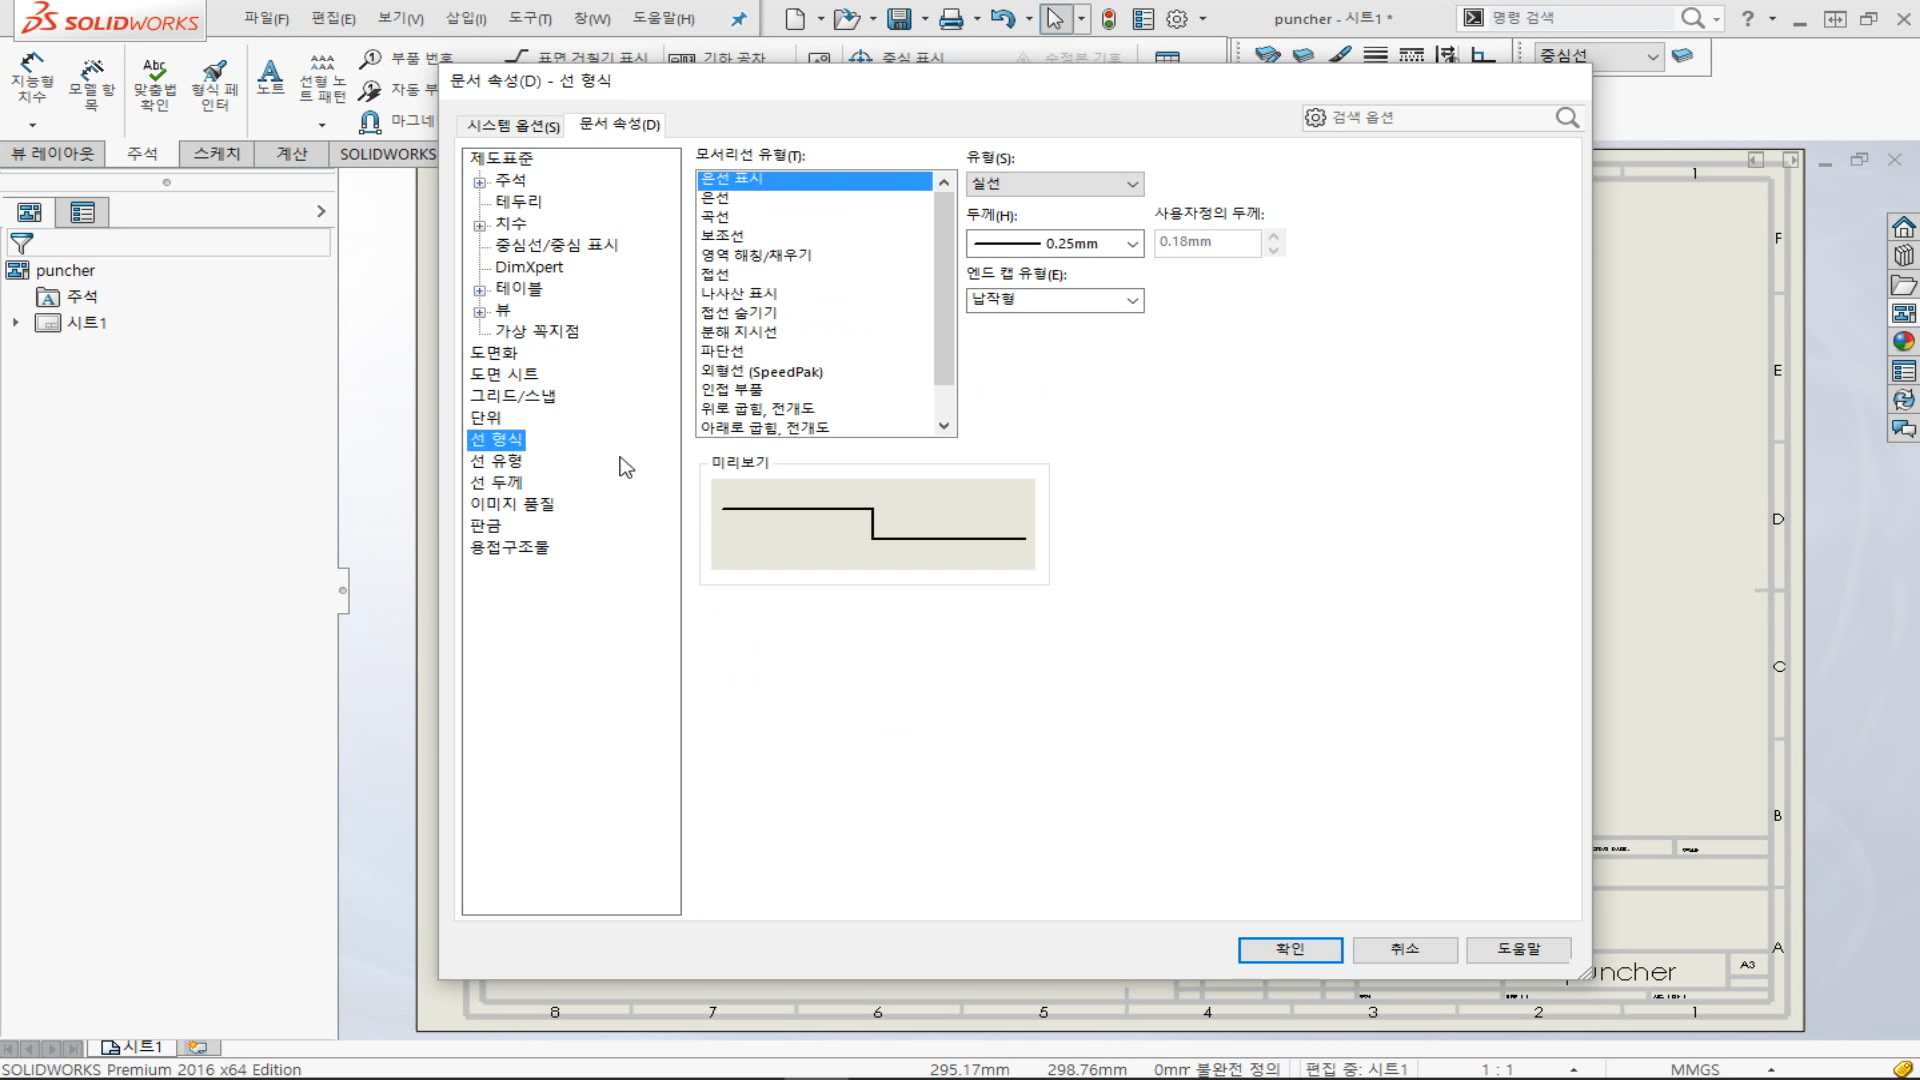 SOLIDWORKS
파일(F)
편집(E)
보기(V)
삽입(I)
도구(T)
창(W)
도움말(H)
puncher - 시트1 *
명령 검색
?
지능형 치수
모델 항목
Abc
맞춤법 확인
형식 페인터
A
노트
AAA
AAA
선형 노트 패턴
부품 번호
자동 부
마그네
표면 거칠기 표시
기하 공차
중심 표시
수정본 기호
중심선
뷰 레이아웃
주석
스케치
계산
SOLIDWORKS
puncher
주석
시트1
문서 속성(D) - 선 형식
시스템 옵션(S)
문서 속성(D)
검색 옵션
제도표준
주석
테두리
치수
중심선/중심 표시
DimXpert
테이블
뷰
가상 꼭지점
도면화
도면 시트
그리드/스냅
단위
선 형식
선 유형
선 두께
이미지 품질
판금
용접구조물
모서리선 유형(T):
은선 표시
은선
곡선
보조선
영역 해칭/채우기
접선
나사산 표시
접선 숨기기
분해 지시선
파단선
외형선 (SpeedPak)
인접 부품
위로 굽힘, 전개도
아래로 굽힘, 전개도
유형(S):
실선
두께(H):
0.25mm
사용자정의 두께:
0.18mm
엔드 캡 유형(E):
납작형
미리보기
확인
취소
도움말
1
F
E
D
C
B
A
uncher
A3
8
7
6
5
4
3
2
1
시트1
SOLIDWORKS Premium 2016 x64 Edition
295.17mm
298.76mm
0mm 불완전 정의
편집 중: 시트1
1 : 1
MMGS